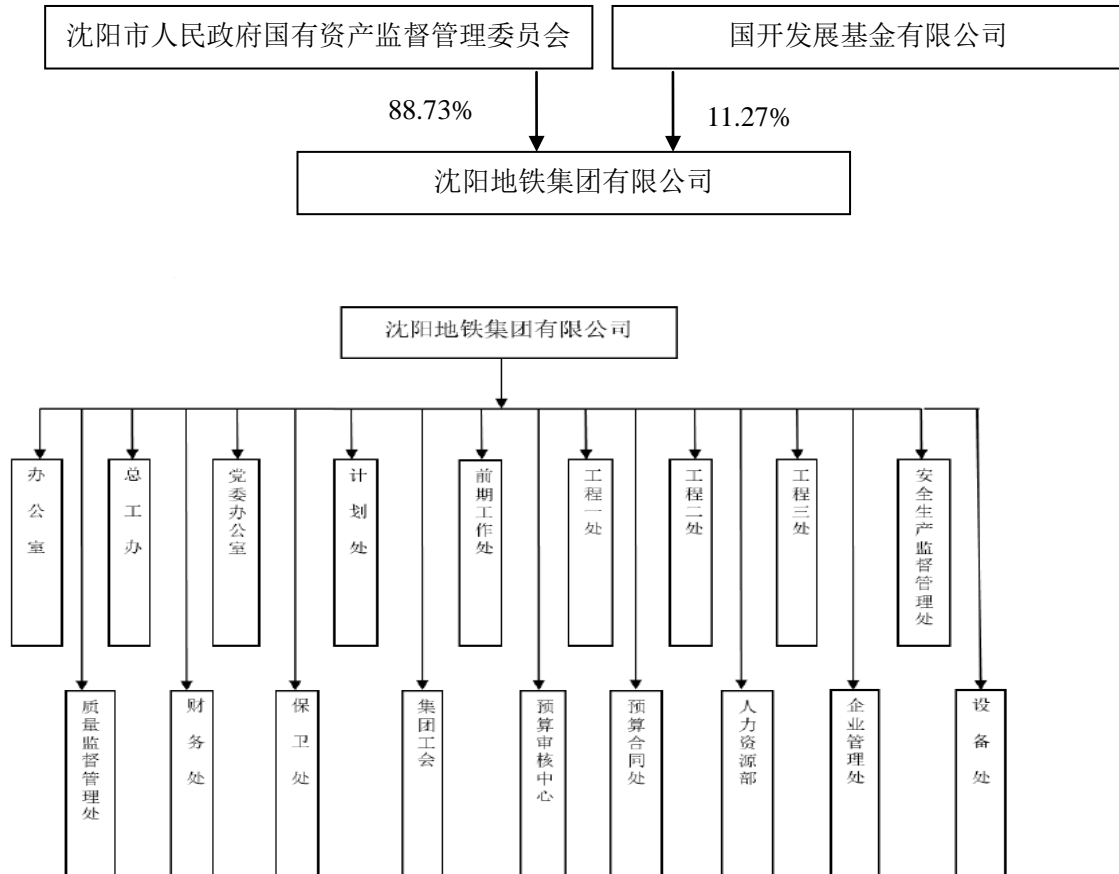 沈阳市人民政府国有资产监督管理委员会
国开发展基金有限公司
88.73%
11.27%
沈阳地铁集团有限公司
沈阳地铁集团有限公司
办公室
总工办
党委办公室
计划处
前期工作处
工程一处
工程二处
工程三处
安全生产监督管理处
质量监督管理处
财务处
保卫处
集团工会
预算审核中心
预算合同处
人力资源部
企业管理处
设备处